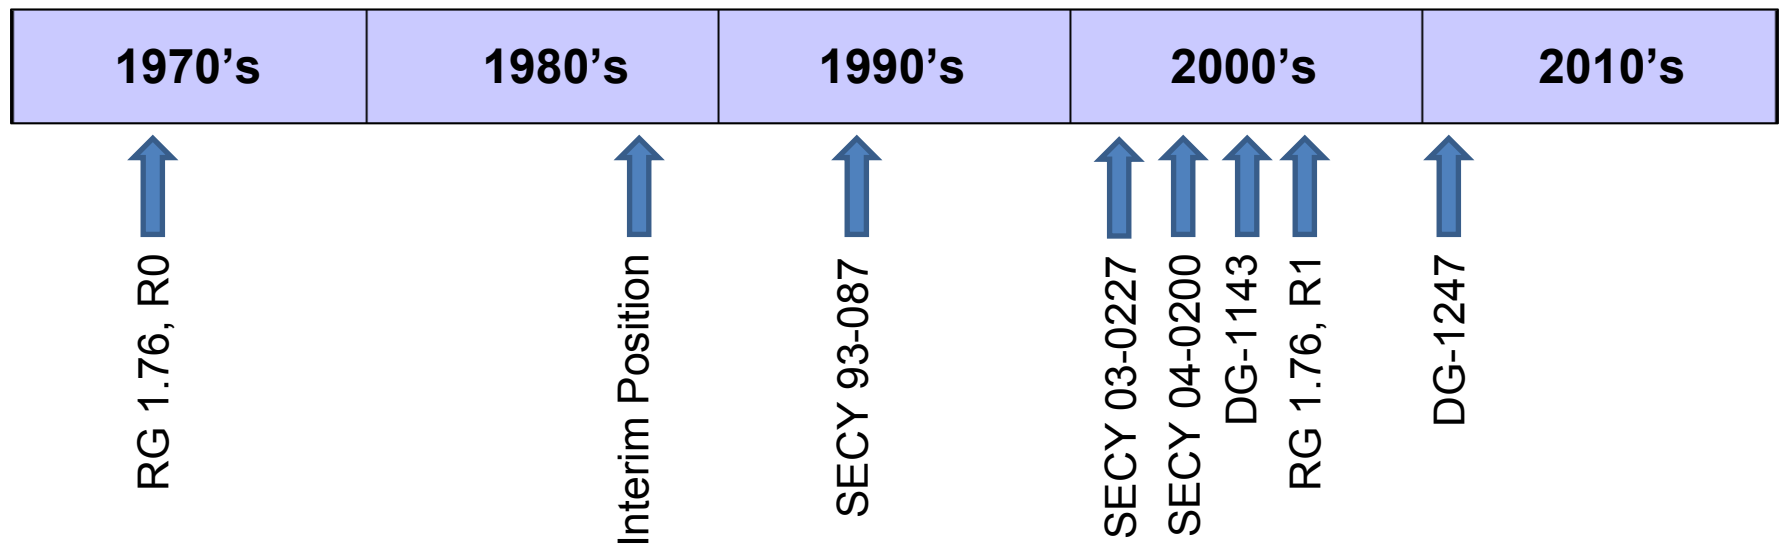 1970’s
1980’s
1990’s
2000’s
2010’s
RG 1.76, R0
Interim Position
SECY 93-087
SECY 03-0227
SECY 04-0200
DG-1143
RG 1.76, R1
DG-1247